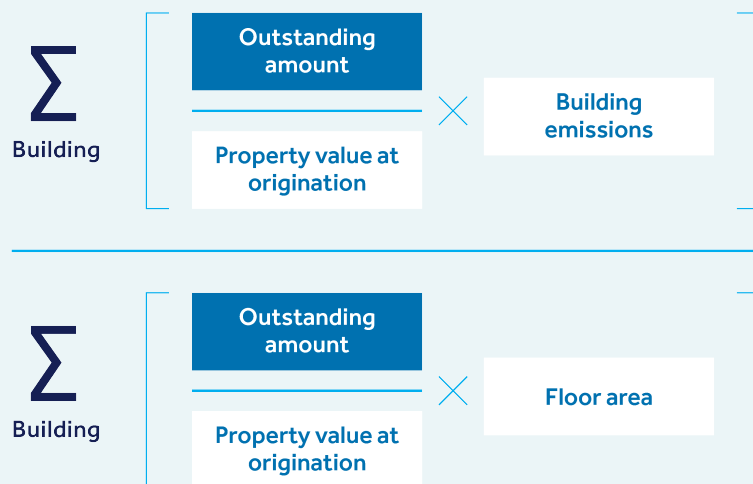 Outstanding
amount
Σ
Building
Building
emissions
Property value at
origination
Outstanding
amount
Σ
Building
Floor area
Property value at
origination